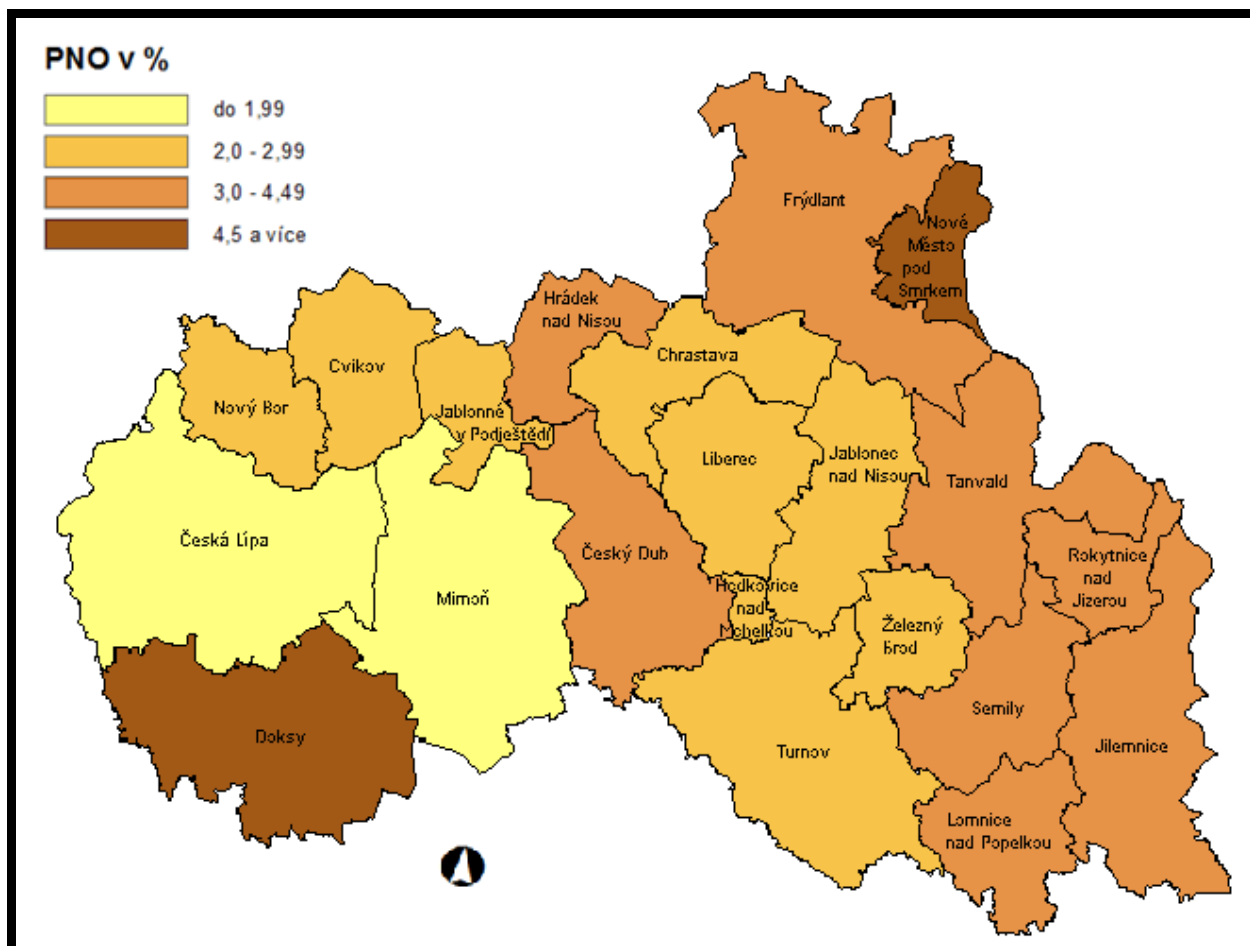 PNO v %
do 1,99
2,0 - 2,99
3,0 - 4,49
4,5 a více
Frýdlant
Nové
Město
pod
Smrkem
Hrádek
nad Nisou
Chrastava
Cvikov
Nový Bor
Jablonné
v Podještědí
Liberec
Jablonec
nad Nisou
Tanvald
Česká Lípa
Mimoň
Český Dub
Hodkovice
nad
Mohelkou
Rokytnice
nad
Jizerou
Železný
Brod
Semily
Doksy
Turnov
Jilemnice
Lomnice
nad Popelkou